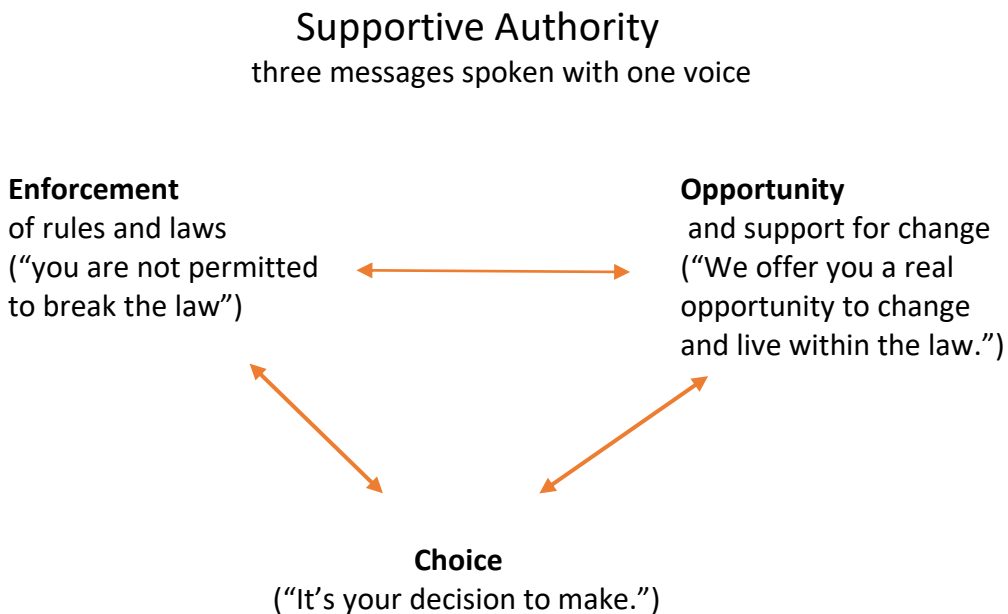 Supportive Authority
three messages spoken with one voice
Enforcement
of rules and laws
(“you are not permitted
to break the law”)
Opportunity
and support for change
(“We offer you a real
opportunity to change
and live within the law.”)
Choice
(“It’s your decision to make.”)